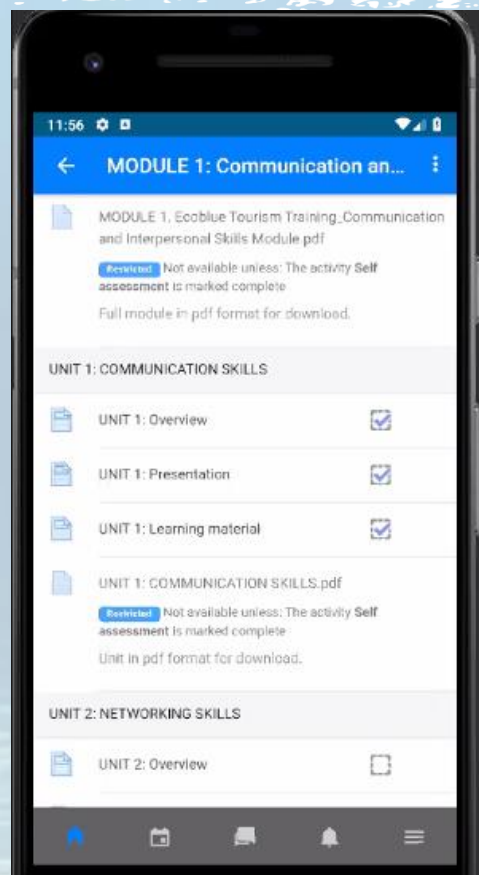 11:56
MODULE 1: Communication an...
MODULE 1. Ecoblue Tourism Training_Communication
and Interpersonal Skills Module pdf
Restricted Not available unless: The activity Self
assessment is marked complete
Full module in pdf format for download.
UNIT 1: COMMUNICATION SKILLS
UNIT 1: Overview
UNIT 1: Presentation
UNIT 1: Learning material
UNIT 1: COMMUNICATION SKILLS.pdf
Restricted Not available unless: The activity Self
assessment is marked complete
Unit in pdf format for download.
UNIT 2: NETWORKING SKILLS
UNIT 2: Overview